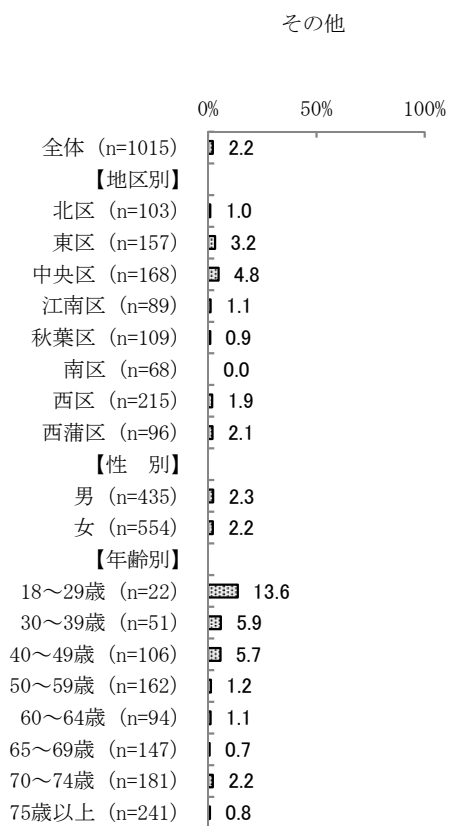 その他
0% 50% 100%
全体（n=1015） 2.2
【地区別】
北区（n=103） 1.0
東区（n=157） 3.2
中央区（n=168） 4.8
江南区（n=89） 1.1
秋葉区（n=109） 0.9
南区（n=68） 0.0
西区（n=215） 1.9
西蒲区（n=96） 2.1
【性　別】
男（n=435） 2.3
女（n=554） 2.2
【年齢別】
18～29歳（n=22） 13.6
30～39歳（n=51） 5.9
40～49歳（n=106） 5.7
50～59歳（n=162） 1.2
60～64歳（n=94） 1.1
65～69歳（n=147） 0.7
70～74歳（n=181） 2.2
75歳以上（n=241） 0.8